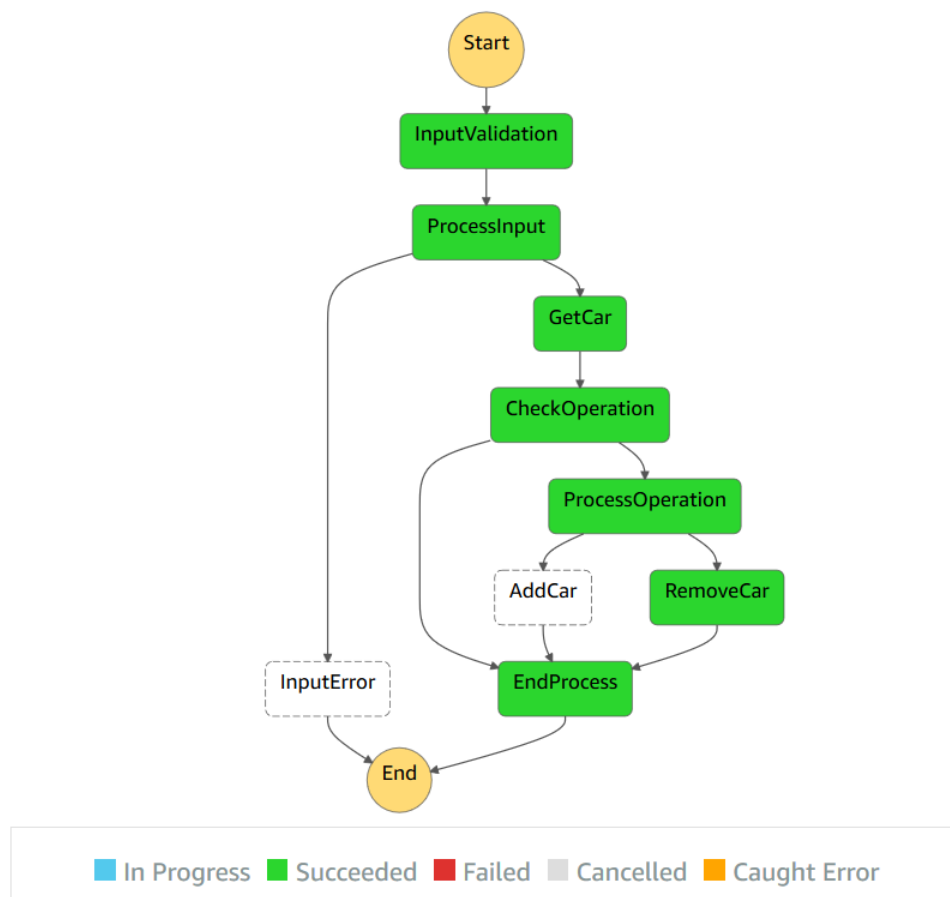 Start
InputValidation
ProcessInput
GetCar
CheckOperation
ProcessOperation
AddCar
RemoveCar
InputError
EndProcess
End
In Progress Succeeded Failed Cancelled Caught Error